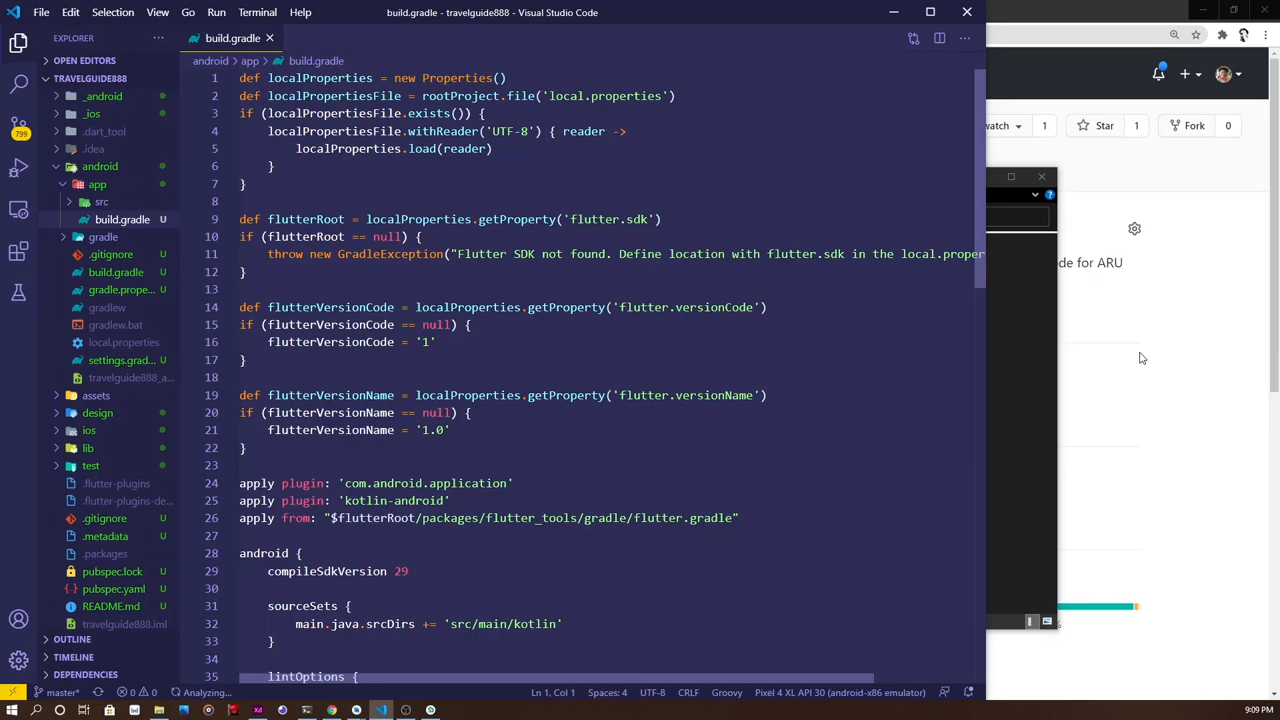 File Edit Selection View Go Run Terminal Help
build.gradle - travelguide888 - Visual Studio Code
EXPLORER
OPEN EDITORS
TRAVELGUIDE888
_android
_ios
.dart_tool
.idea
android
app
src
build.gradle U
gradle
.gitignore U
build.gradle U
gradle.prope... U
gradlew
gradlew.bat
local.properties
settings.grad... U
travelguide888_a...
assets
design
ios
lib
test
.flutter-plugins
.flutter-plugins-de...
.gitignore U
.metadata U
.packages
pubspec.lock U
pubspec.yaml U
README.md U
travelguide888.iml
OUTLINE
TIMELINE
DEPENDENCIES
799
build.gradle
android > app > build.gradle
1 def localProperties = new Properties()
2 def localPropertiesFile = rootProject.file('local.properties')
3 if (localPropertiesFile.exists()) {
4 localPropertiesFile.withReader('UTF-8') { reader ->
5 localProperties.load(reader)
6 }
7 }
8
9 def flutterRoot = localProperties.getProperty('flutter.sdk')
10 if (flutterRoot == null) {
11 throw new GradleException("Flutter SDK not found. Define location with flutter.sdk in the local.proper
12 }
13
14 def flutterVersionCode = localProperties.getProperty('flutter.versionCode')
15 if (flutterVersionCode == null) {
16 flutterVersionCode = '1'
17 }
18
19 def flutterVersionName = localProperties.getProperty('flutter.versionName')
20 if (flutterVersionName == null) {
21 flutterVersionName = '1.0'
22 }
23
24 apply plugin: 'com.android.application'
25 apply plugin: 'kotlin-android'
26 apply from: "$flutterRoot/packages/flutter_tools/gradle/flutter.gradle"
27
28 android {
29 compileSdkVersion 29
30
31 sourceSets {
32 main.java.srcDirs += 'src/main/kotlin'
33 }
34
35 lintOptions {
watch 1 Star 1 Fork 0
de for ARU
master* 0 0 Analyzing... Ln 1, Col 1 Spaces: 4 UTF-8 CRLF Groovy Pixel 4 XL API 30 (android-x86 emulator)
9:09 PM